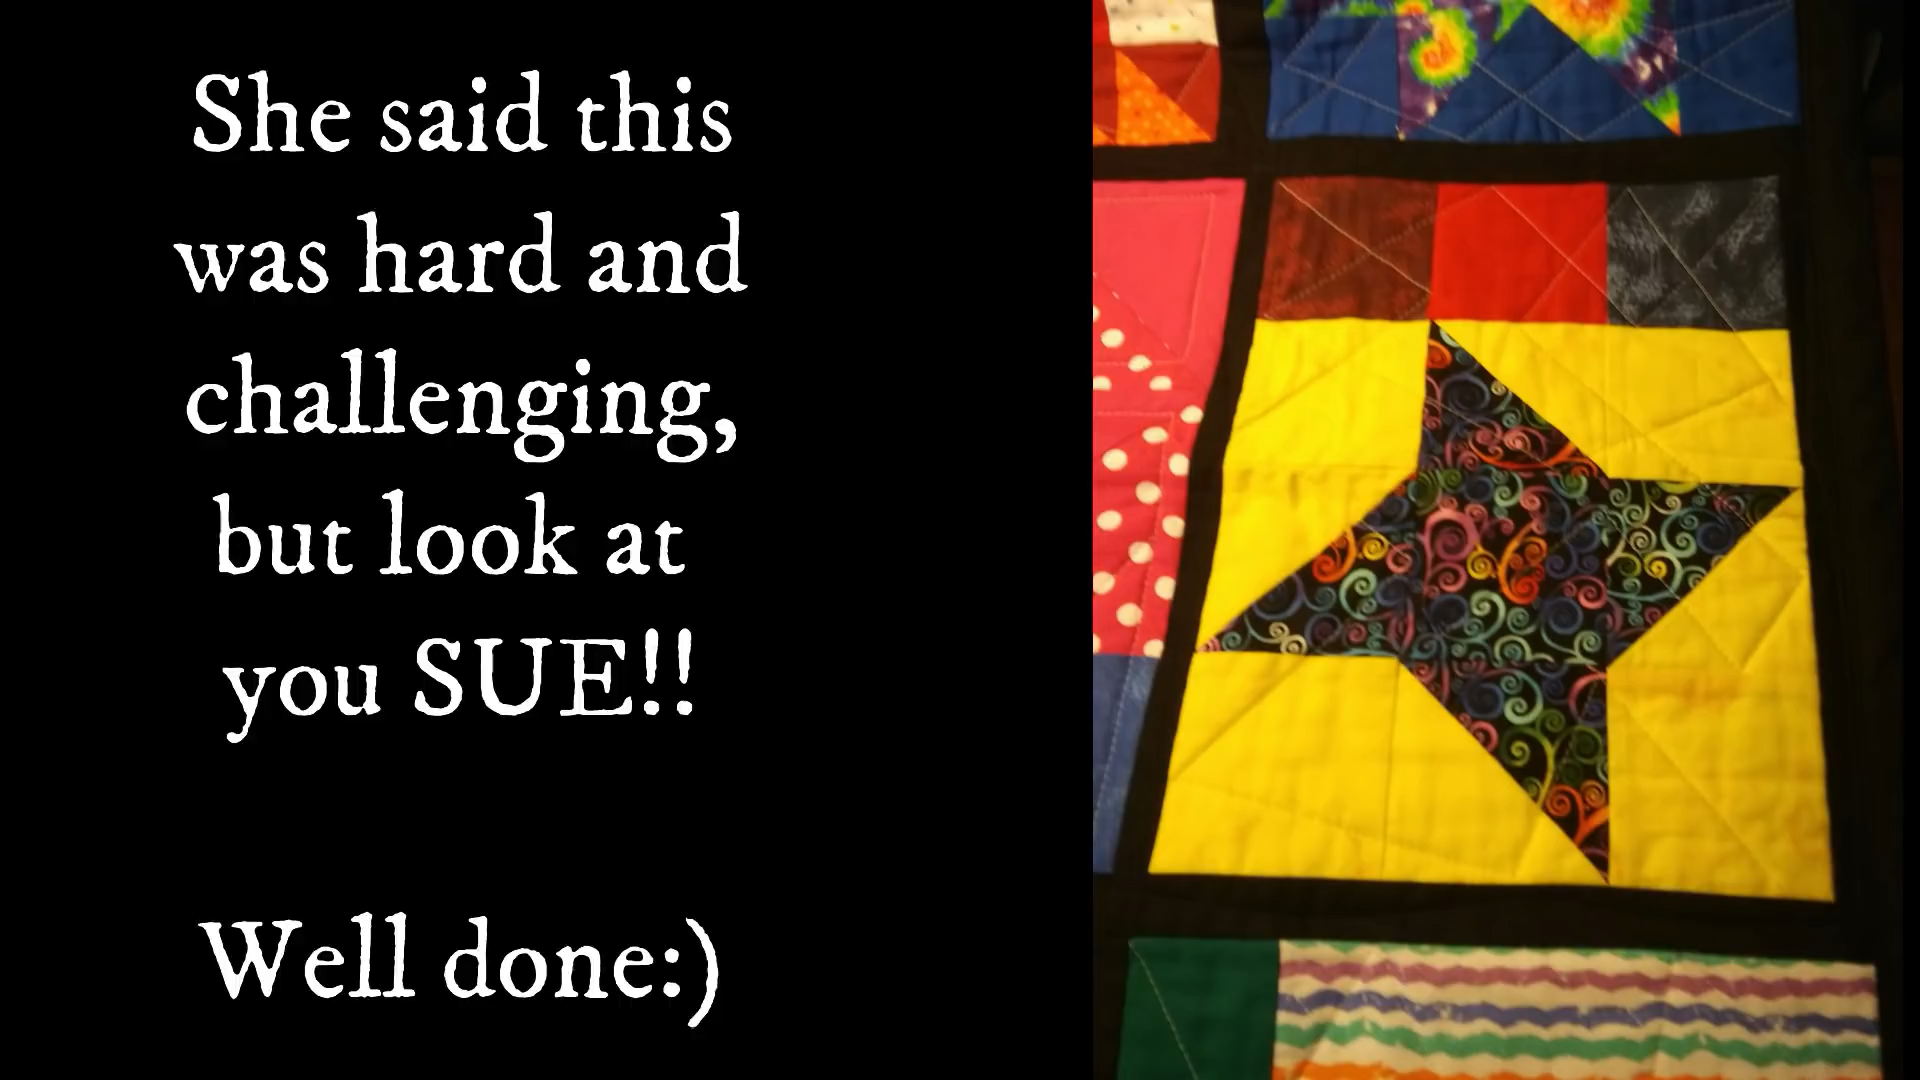 She said this
was hard and
challenging,
but look at
you SUE!!
Well done:)